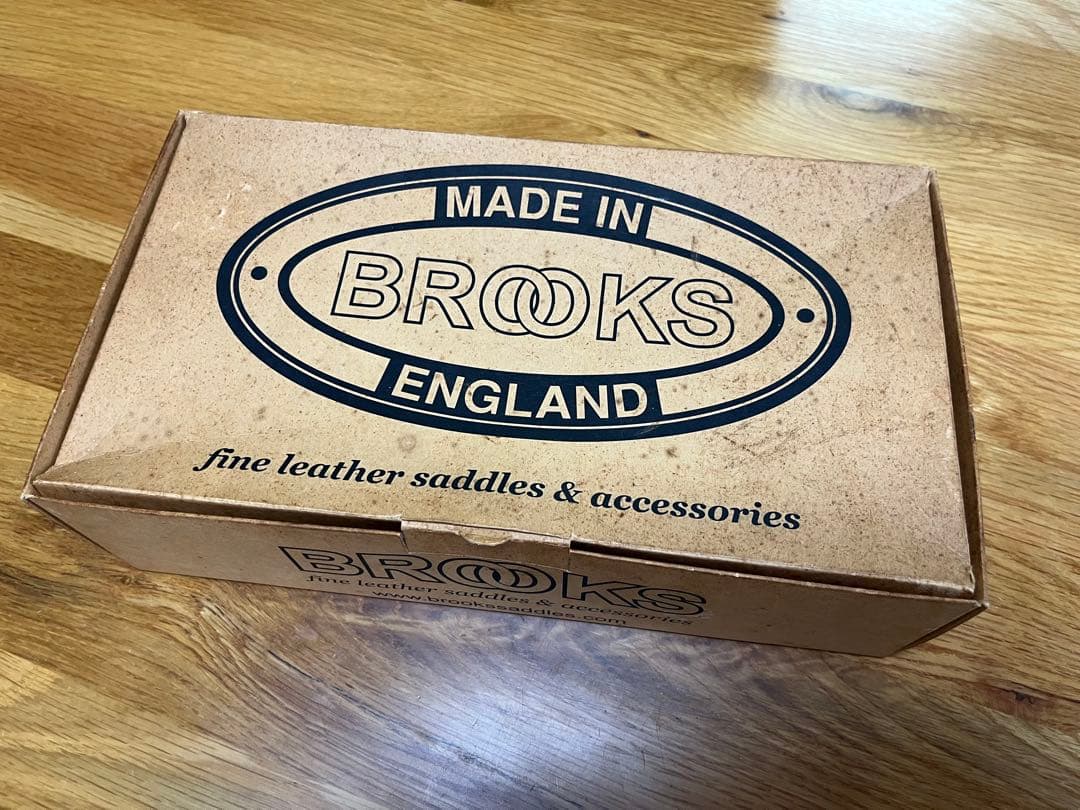 MADE IN
BROOKS
ENGLAND
fine leather saddles & accessories
BROOKS
fine leather saddles & accessories
www.brookssaddles.com